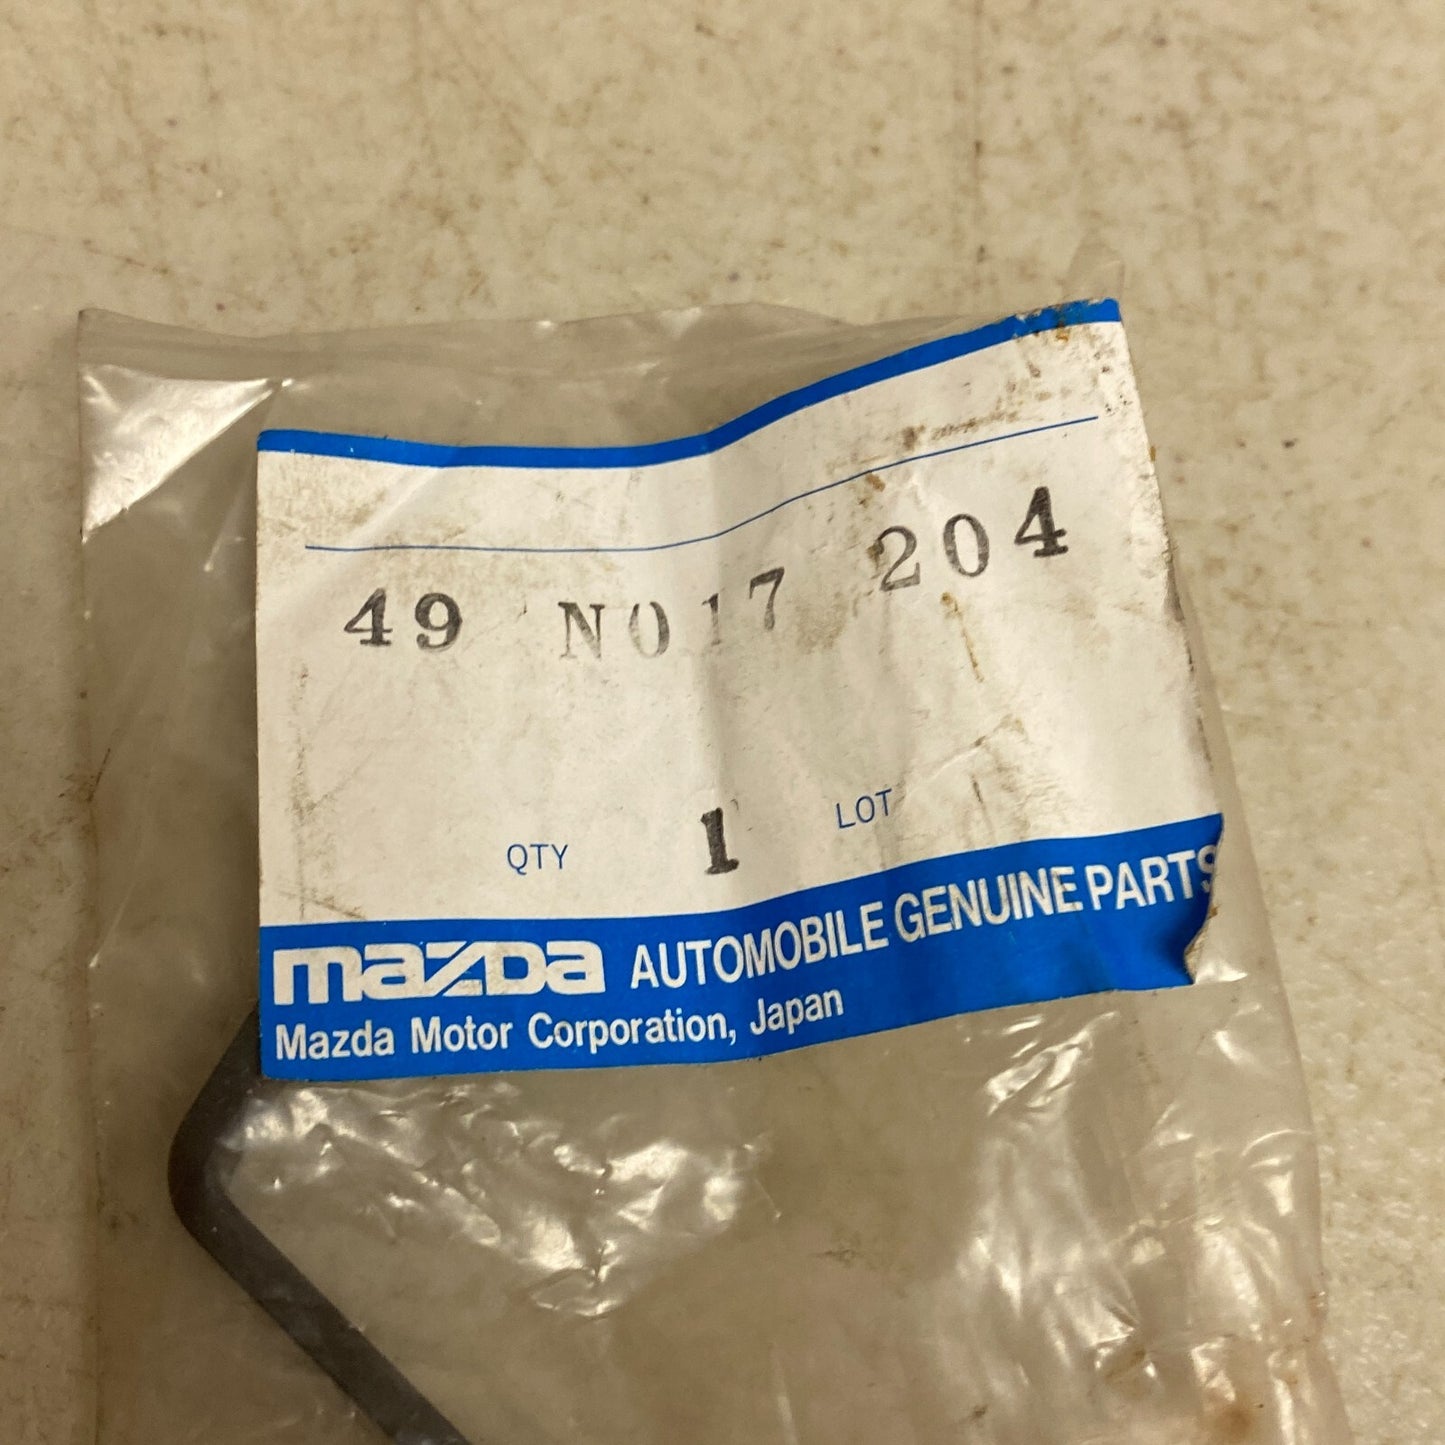 49 N017 204
QTY 1 LOT
mazda AUTOMOBILE GENUINE PARTS
Mazda Motor Corporation, Japan